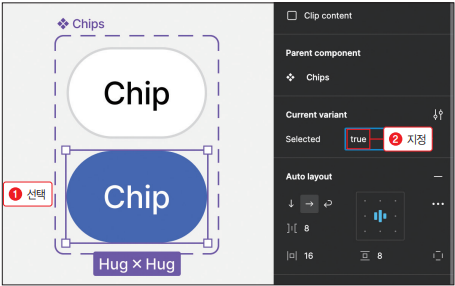 Chips
Chip
Chip
1 선택
Hug × Hug
Clip content
Parent component
Chips
Current variant
Selected
true
2 지정
Auto layout
8
16
8